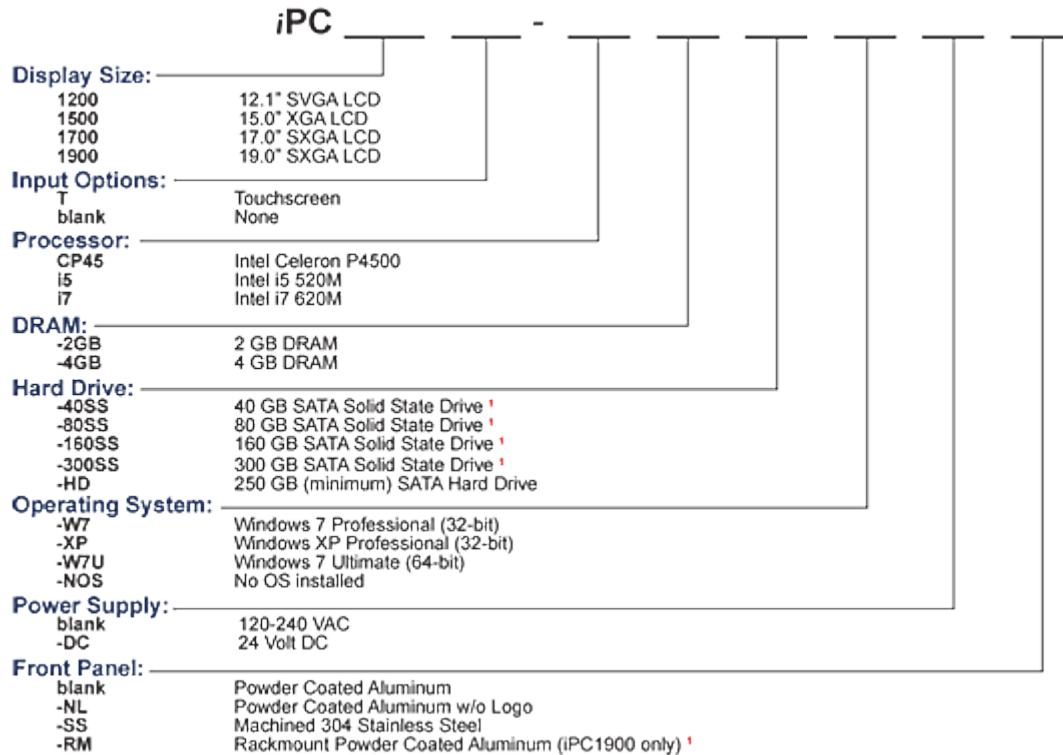 iPC ____ ____ - ____ ____ ____ ____ ____ ____
Display Size:
1200 12.1" SVGA LCD
1500 15.0" XGA LCD
1700 17.0" SXGA LCD
1900 19.0" SXGA LCD
Input Options:
T Touchscreen
blank None
Processor:
CP45 Intel Celeron P4500
i5 Intel i5 520M
i7 Intel i7 620M
DRAM:
-2GB 2 GB DRAM
-4GB 4 GB DRAM
Hard Drive:
-40SS 40 GB SATA Solid State Drive ¹
-80SS 80 GB SATA Solid State Drive ¹
-160SS 160 GB SATA Solid State Drive ¹
-300SS 300 GB SATA Solid State Drive ¹
-HD 250 GB (minimum) SATA Hard Drive
Operating System:
-W7 Windows 7 Professional (32-bit)
-XP Windows XP Professional (32-bit)
-W7U Windows 7 Ultimate (64-bit)
-NOS No OS installed
Power Supply:
blank 120-240 VAC
-DC 24 Volt DC
Front Panel:
blank Powder Coated Aluminum
-NL Powder Coated Aluminum w/o Logo
-SS Machined 304 Stainless Steel
-RM Rackmount Powder Coated Aluminum (iPC1900 only) ¹